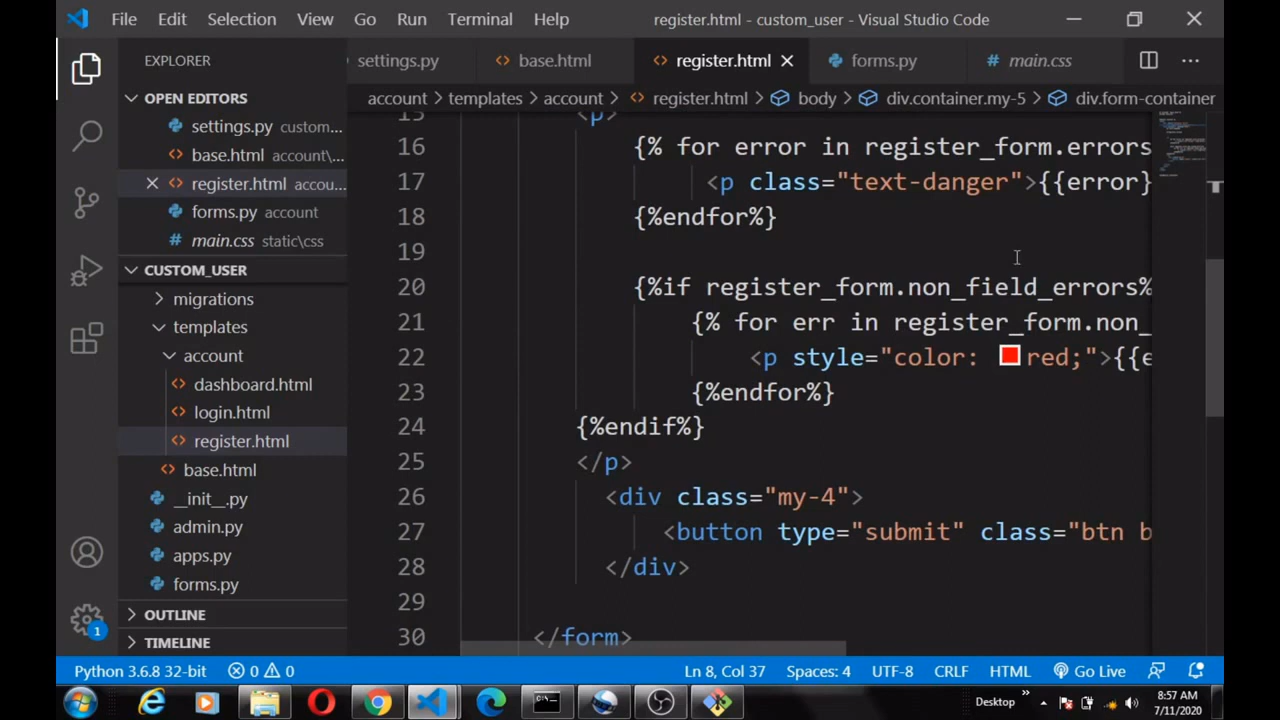 File Edit Selection View Go Run Terminal Help register.html - custom_user - Visual Studio Code
EXPLORER
settings.py base.html register.html forms.py # main.css
OPEN EDITORS
settings.py custom...
base.html account\...
register.html accou...
forms.py account
# main.css static\css
CUSTOM_USER
migrations
templates
account
dashboard.html
login.html
register.html
base.html
__init__.py
admin.py
apps.py
forms.py
OUTLINE
TIMELINE
account > templates > account > register.html > body > div.container.my-5 > div.form-container
15 <p>
16 {% for error in register_form.errors
17 <p class="text-danger">{{error}
18 {%endfor%}
19
20 {%if register_form.non_field_errors%
21 {% for err in register_form.non_
22 <p style="color: red;">{{e
23 {%endfor%}
24 {%endif%}
25 </p>
26 <div class="my-4">
27 <button type="submit" class="btn b
28 </div>
29
30 </form>
1
Python 3.6.8 32-bit 0 0 Ln 8, Col 37 Spaces: 4 UTF-8 CRLF HTML Go Live
Desktop 8:57 AM
7/11/2020